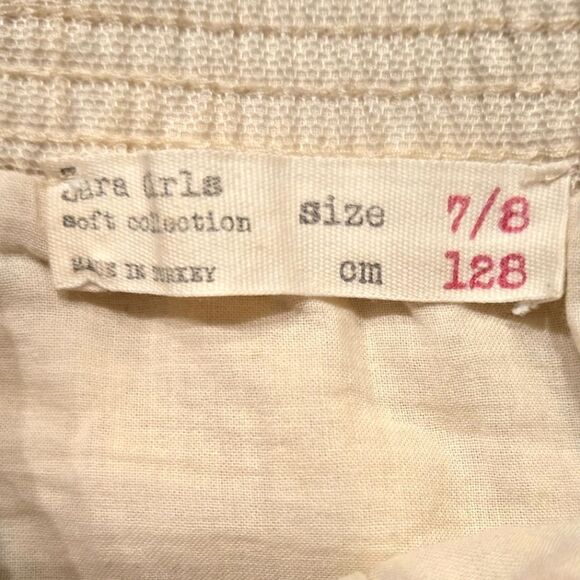 Zara Girls
soft collection
MADE IN TURKEY
size 7/8
cm 128